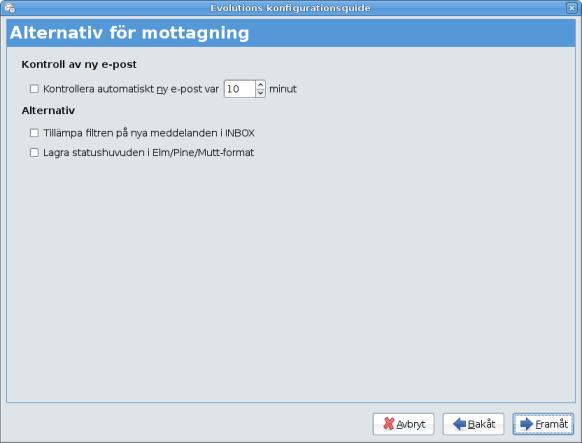 Evolutions konfigurationsguide
Alternativ för mottagning
Kontroll av ny e-post
Kontrollera automatiskt ny e-post var 10 minut
Alternativ
Tillämpa filtren på nya meddelanden i INBOX
Lagra statushuvuden i Elm/Pine/Mutt-format
Avbryt Bakåt Framåt